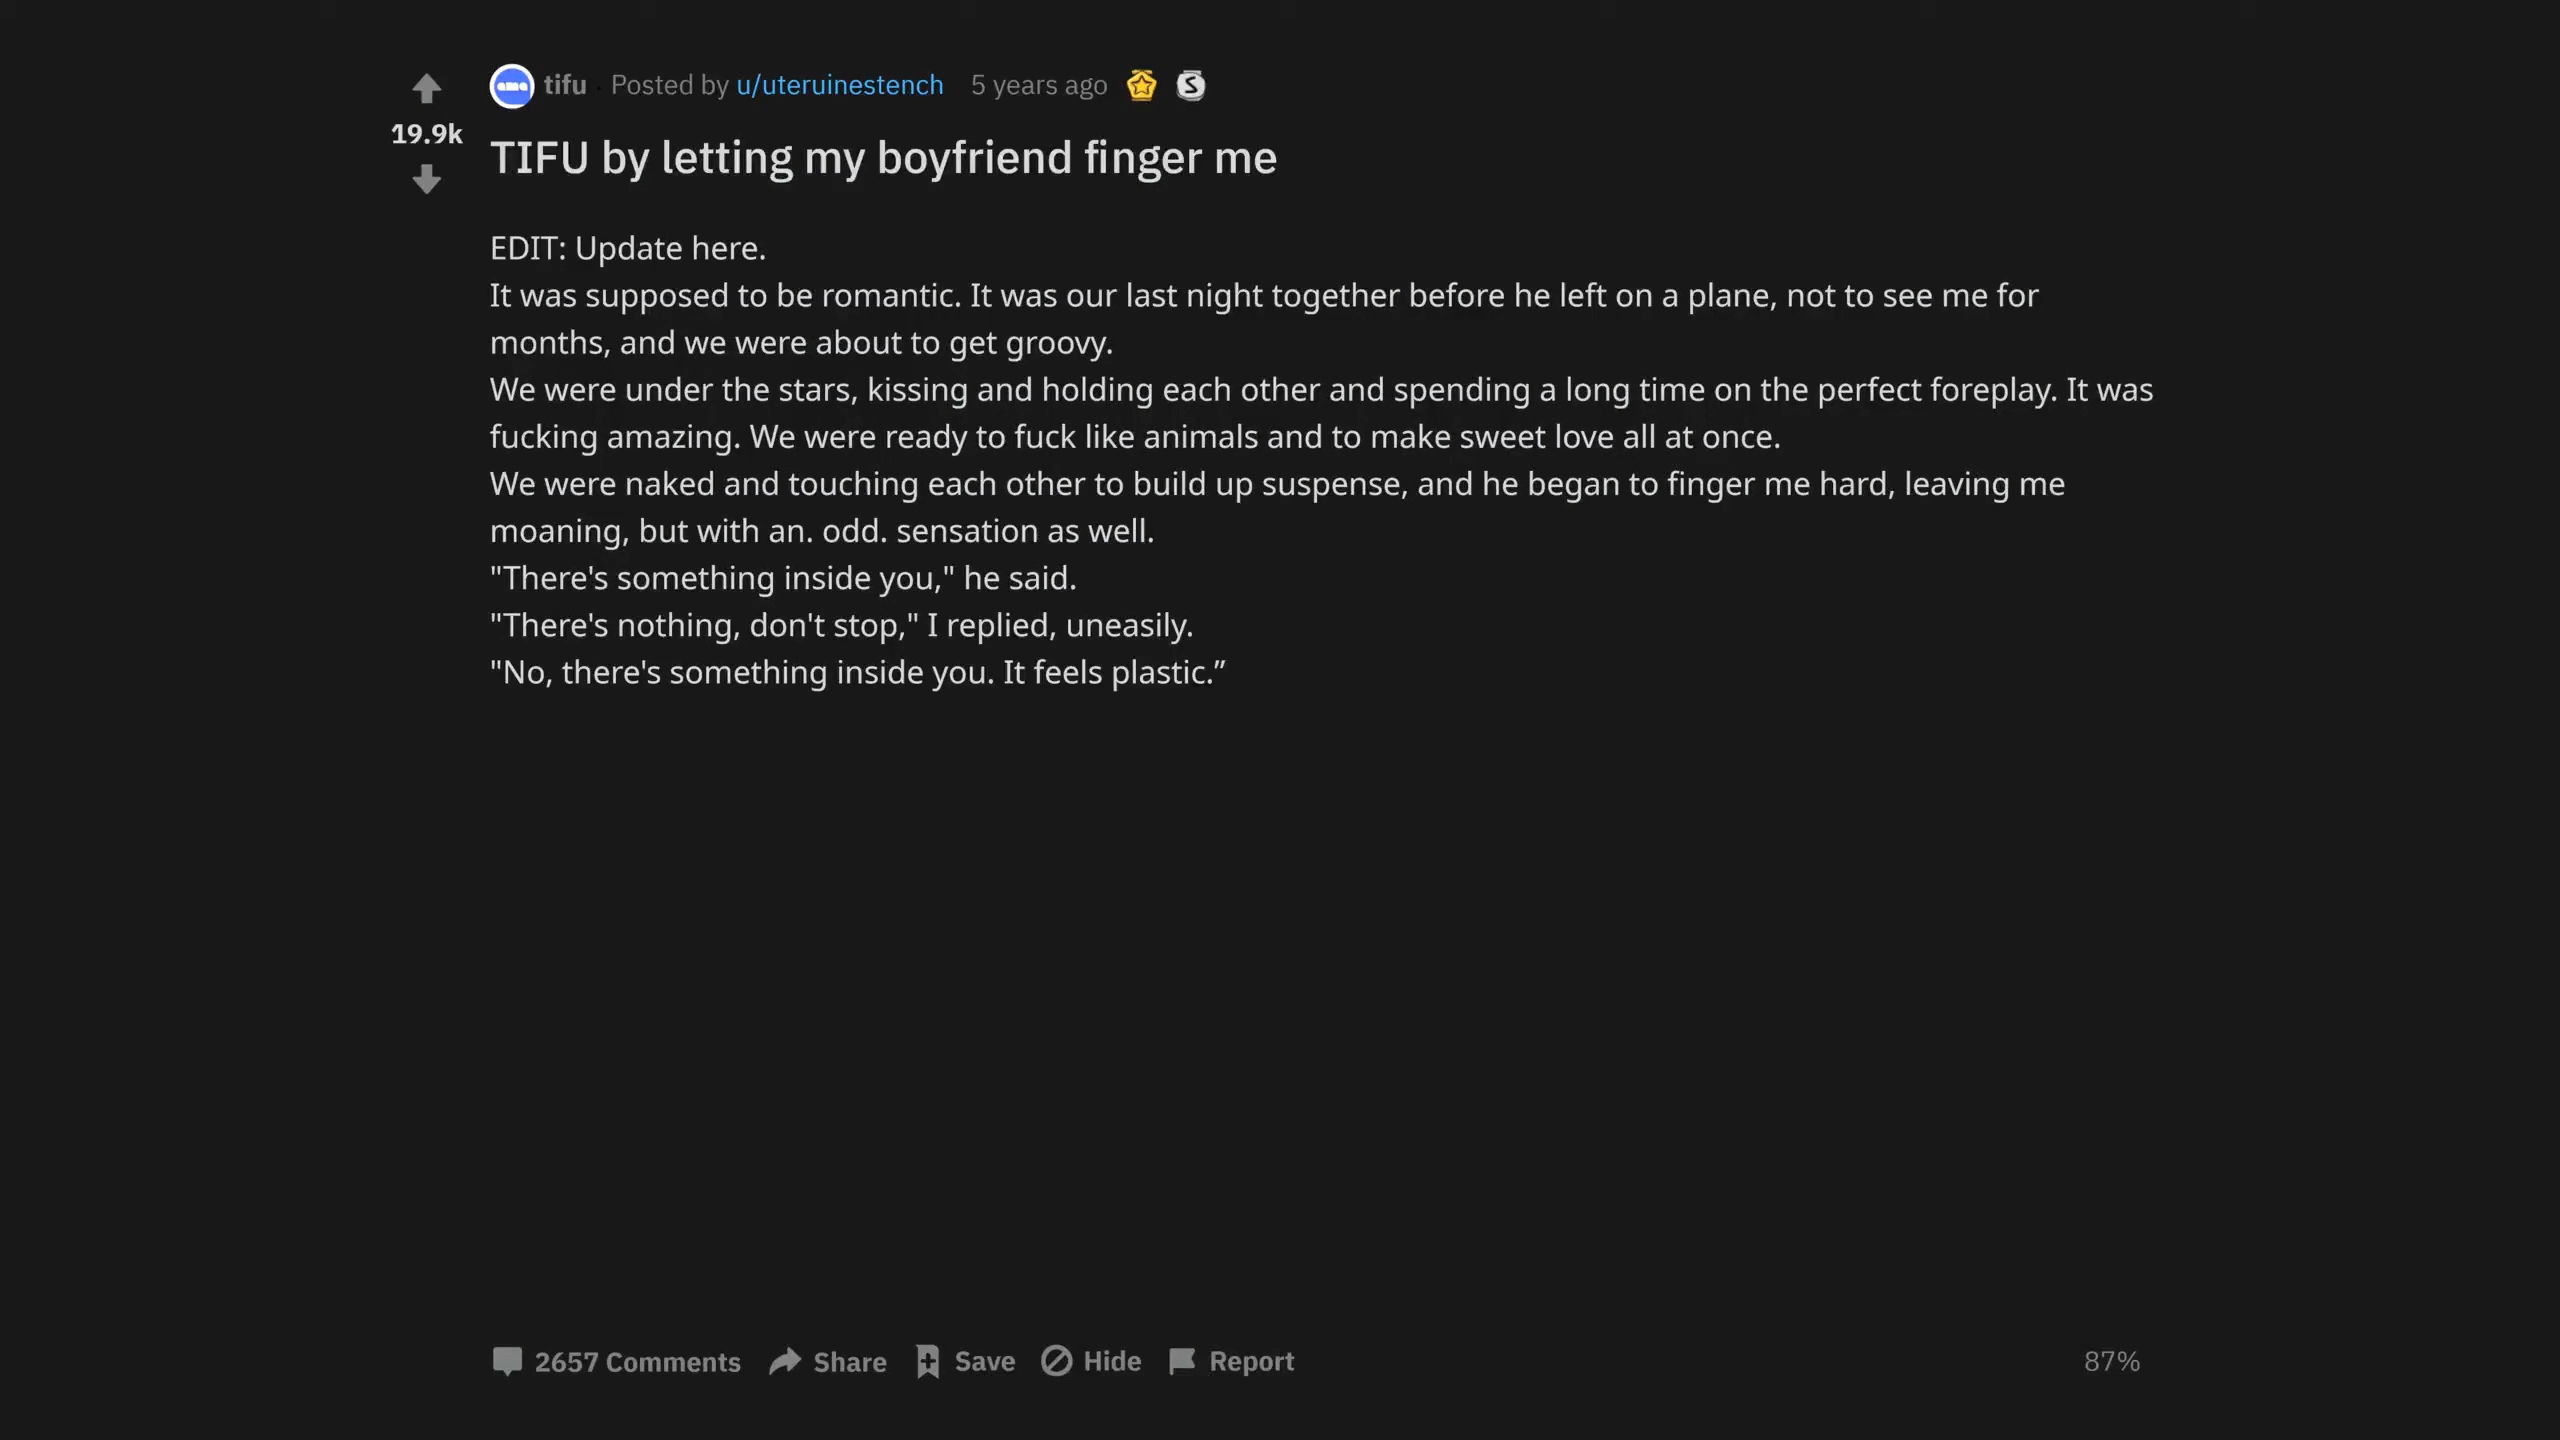 tifu · Posted by u/uteruinestench 5 years ago
19.9k
TIFU by letting my boyfriend finger me
EDIT: Update here.
It was supposed to be romantic. It was our last night together before he left on a plane, not to see me for
months, and we were about to get groovy.
We were under the stars, kissing and holding each other and spending a long time on the perfect foreplay. It was
fucking amazing. We were ready to fuck like animals and to make sweet love all at once.
We were naked and touching each other to build up suspense, and he began to finger me hard, leaving me
moaning, but with an. odd. sensation as well.
"There's something inside you," he said.
"There's nothing, don't stop," I replied, uneasily.
"No, there's something inside you. It feels plastic.”
2657 Comments Share Save Hide Report 87%